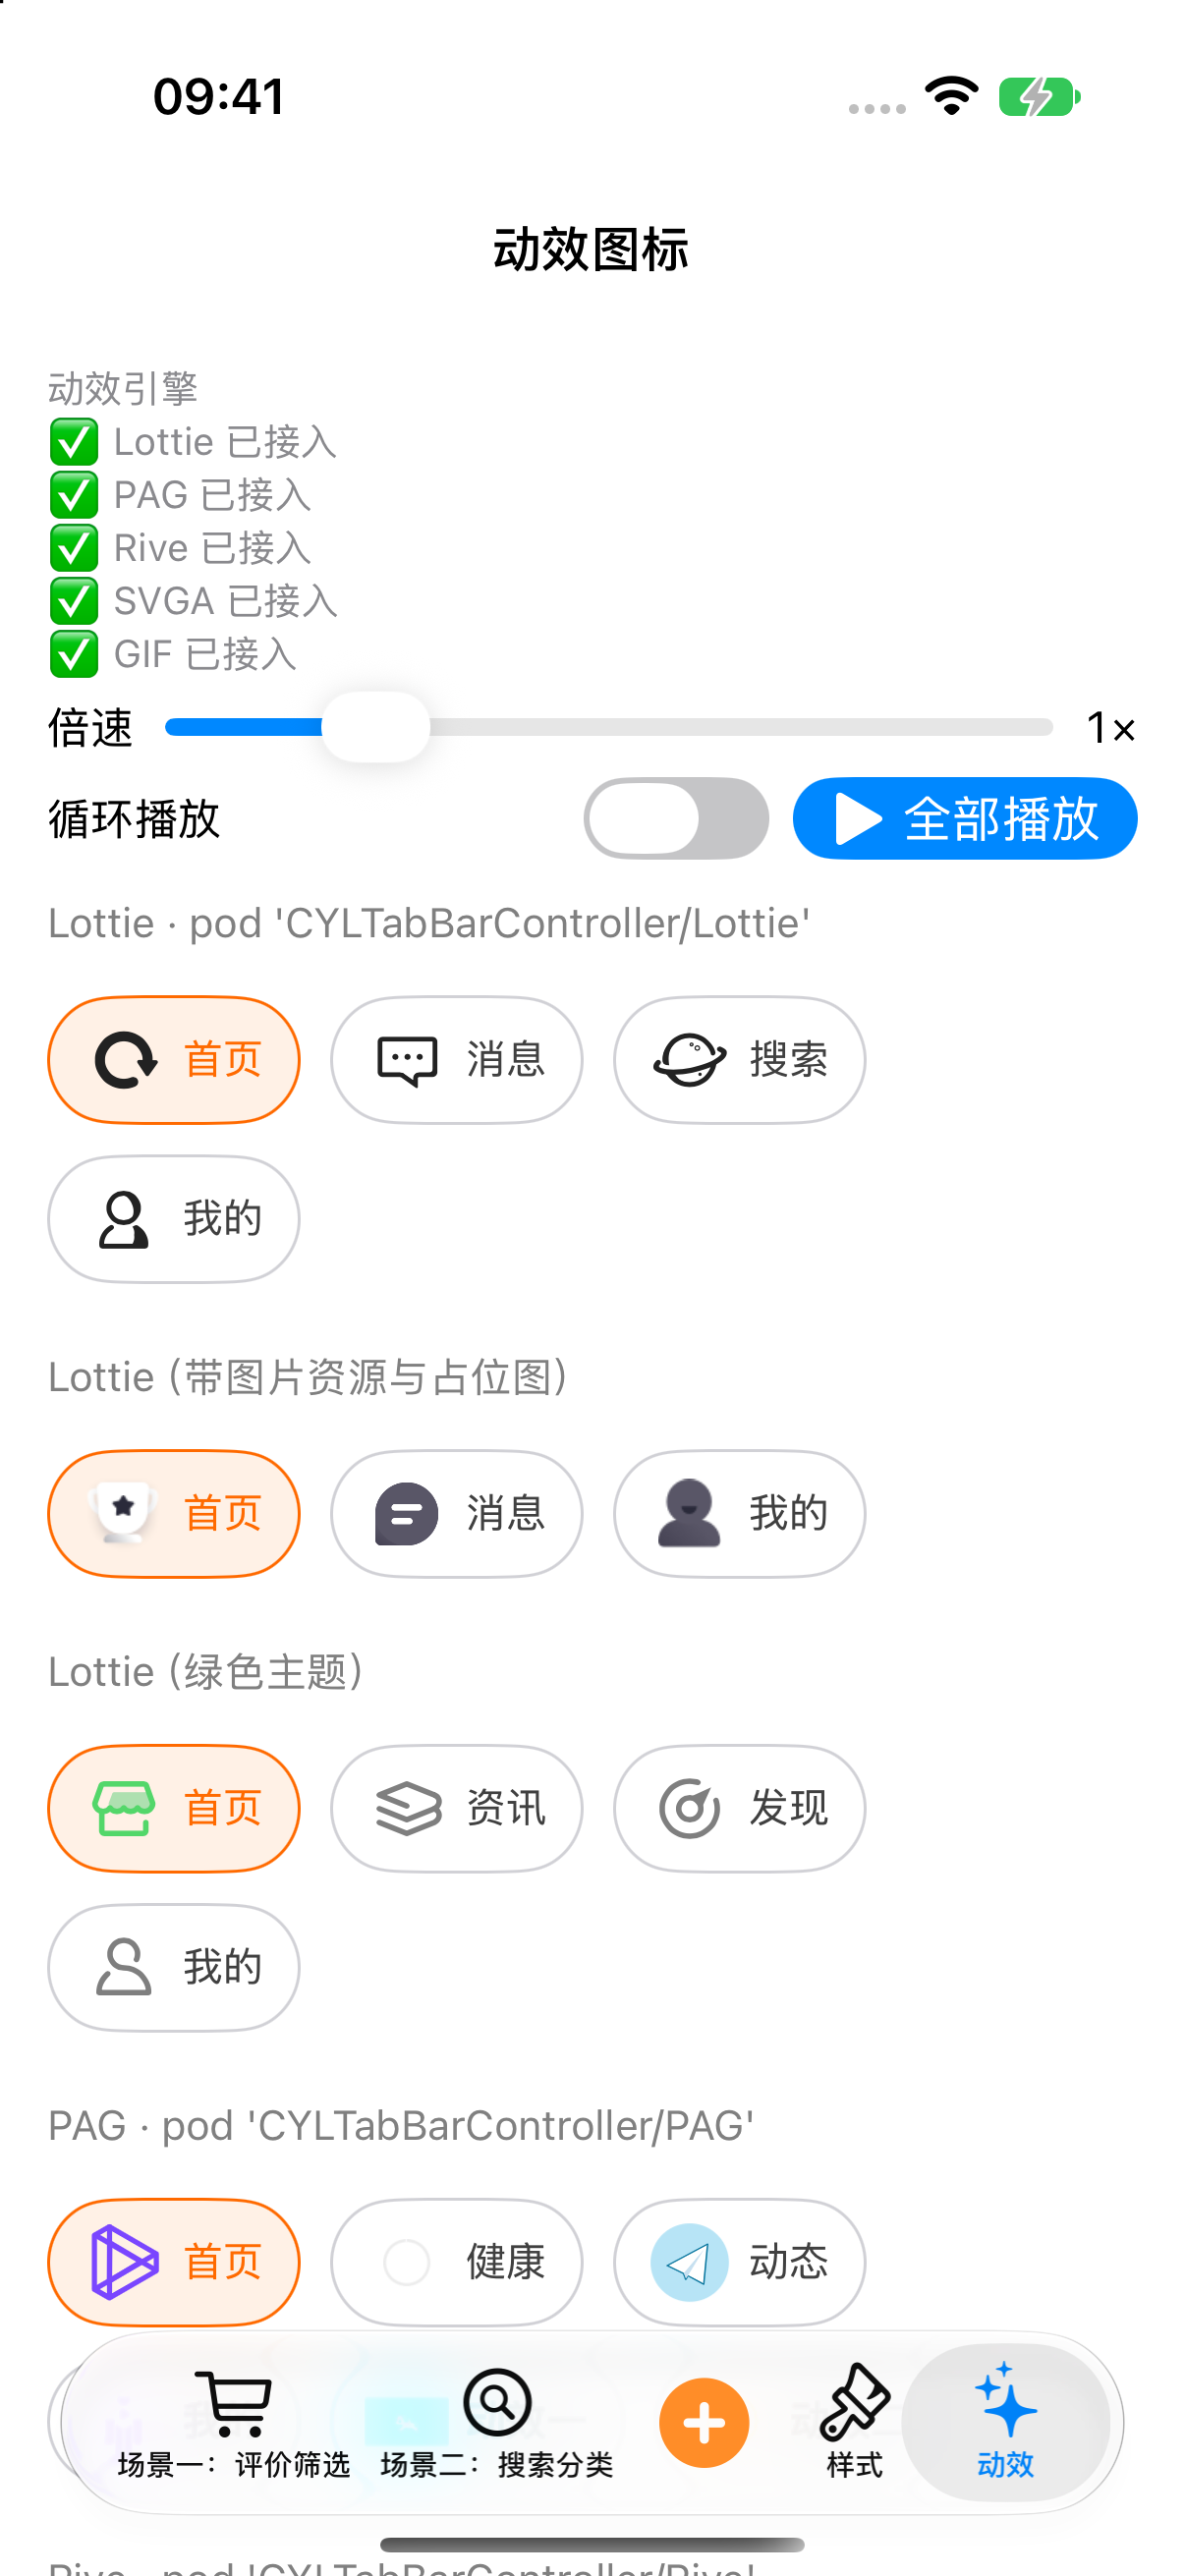 09:41
动效图标
动效引擎
✅ Lottie 已接入
✅ PAG 已接入
✅ Rive 已接入
✅ SVGA 已接入
✅ GIF 已接入
倍速 1×
循环播放 全部播放
Lottie · pod 'CYLTabBarController/Lottie'
首页 消息 搜索
我的
Lottie (带图片资源与占位图)
首页 消息 我的
Lottie (绿色主题)
首页 资讯 发现
我的
PAG · pod 'CYLTabBarController/PAG'
首页 健康 动态
场景一：评价筛选 场景二：搜索分类 样式 动效
Rive · pod 'CYLTabBarController/Rive'